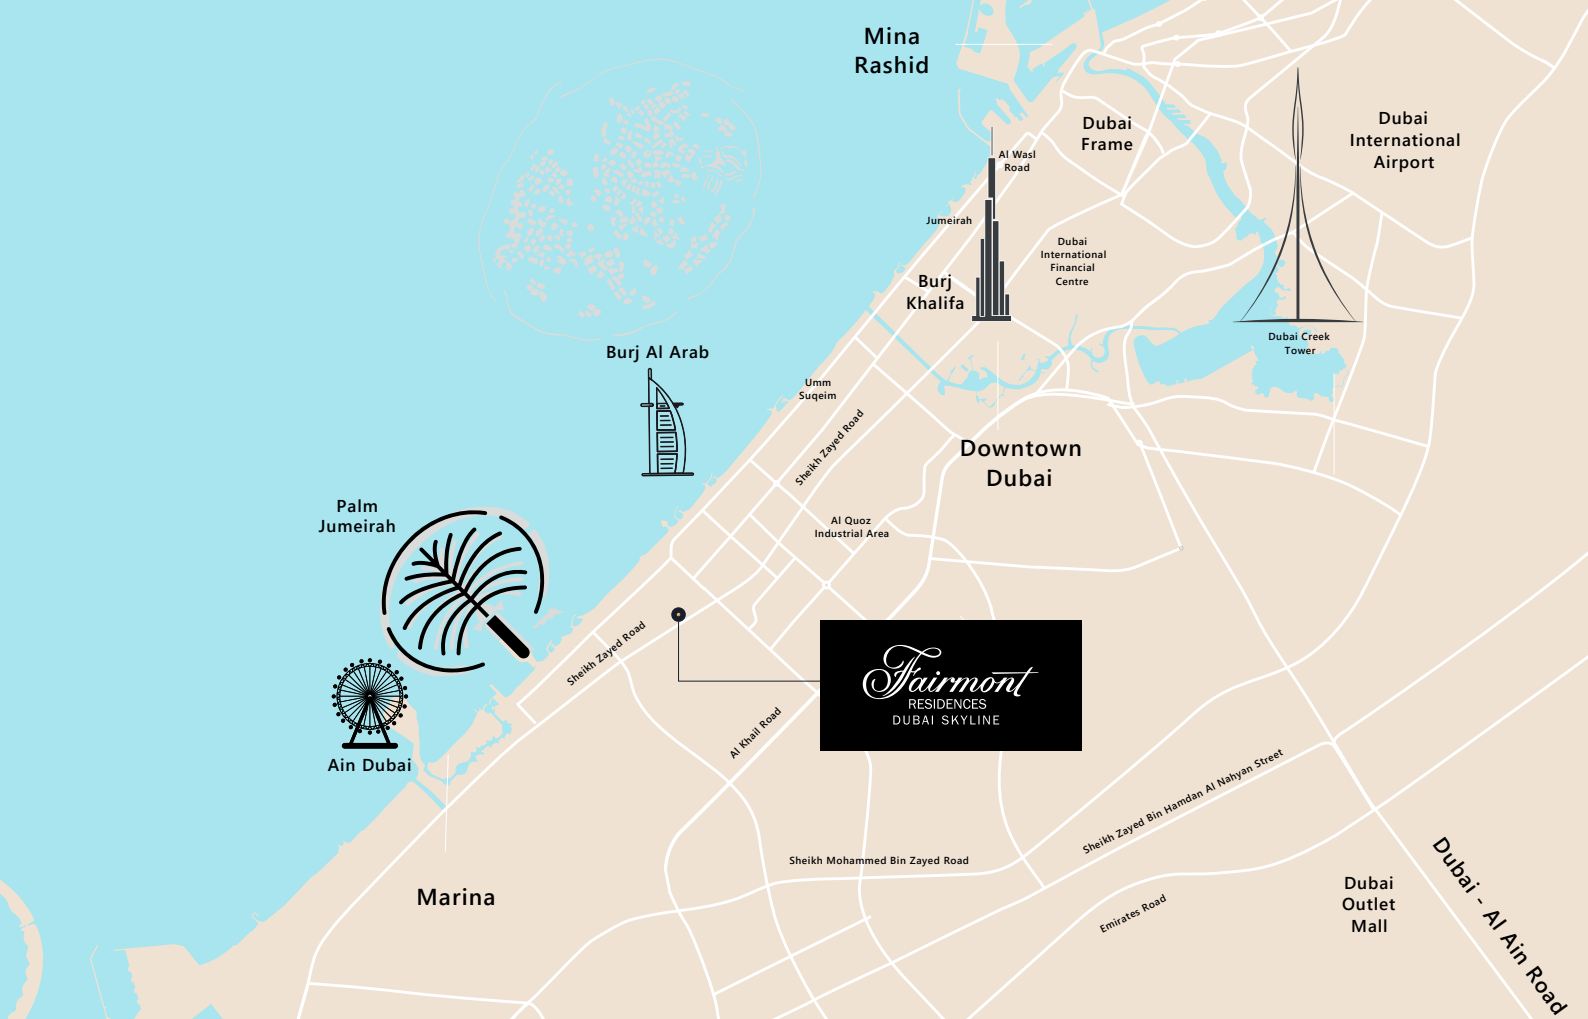 Mina
Rashid
Dubai
Frame
Dubai
International
Airport
Al Wasl
Road
Jumeirah
Dubai
International
Financial
Centre
Burj
Khalifa
Dubai Creek
Tower
Burj Al Arab
Umm
Suqeim
Sheikh Zayed Road
Downtown
Dubai
Palm
Jumeirah
Al Quoz
Industrial Area
Sheikh Zayed Road
Fairmont
RESIDENCES
DUBAI SKYLINE
Al Khail Road
Ain Dubai
Sheikh Zayed Bin Hamdan Al Nahyan Street
Sheikh Mohammed Bin Zayed Road
Marina
Emirates Road
Dubai
Outlet
Mall
Dubai - Al Ain Road